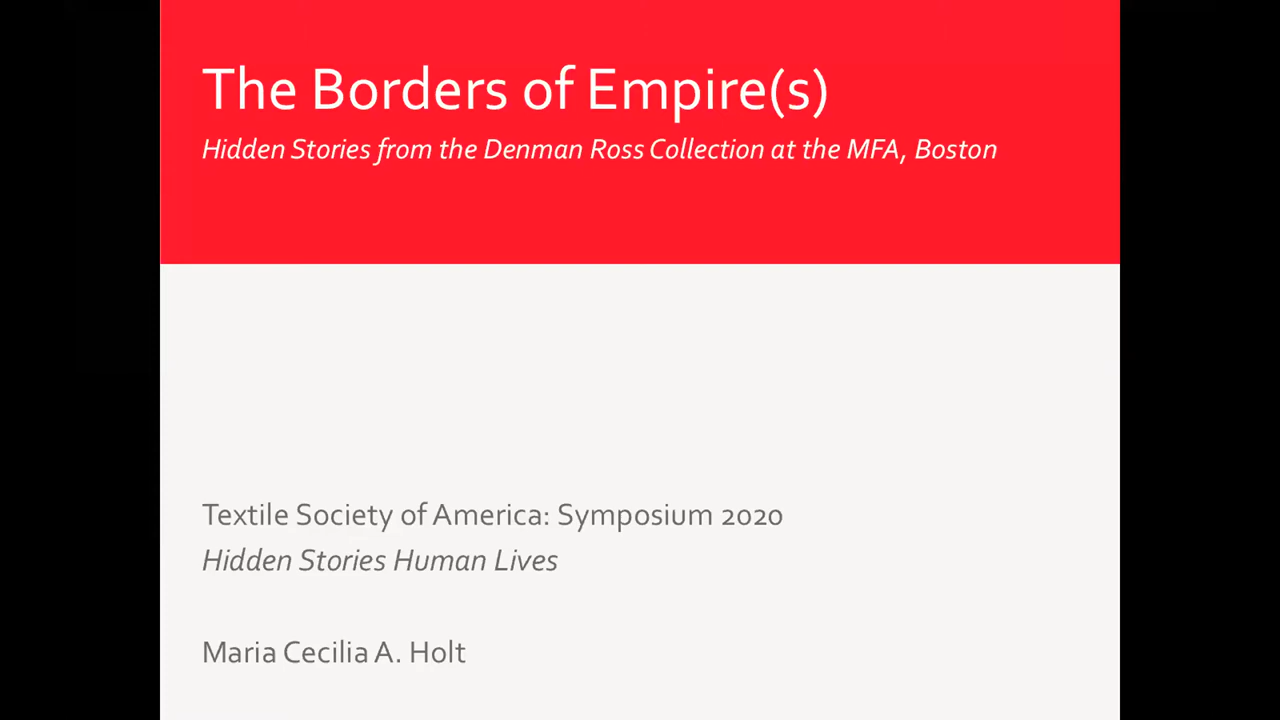 The Borders of Empire(s)
Hidden Stories from the Denman Ross Collection at the MFA, Boston
Textile Society of America: Symposium 2020
Hidden Stories Human Lives
Maria Cecilia A. Holt